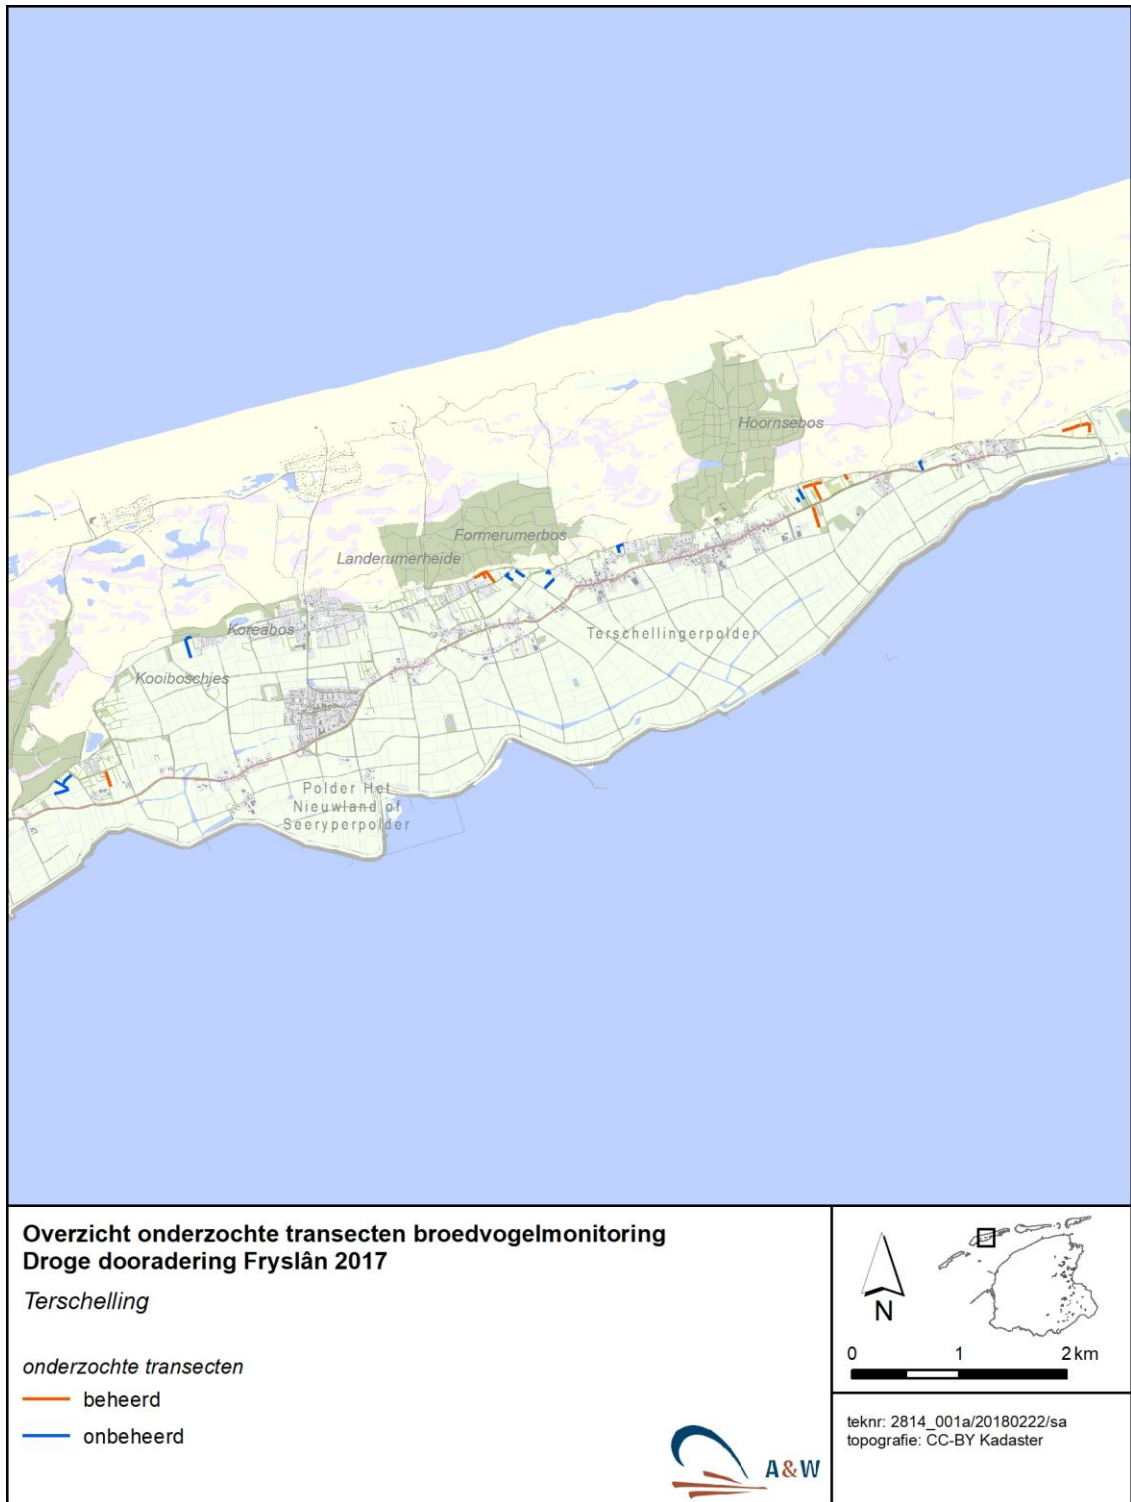 Hoornsebos
Formerumerbos
Landerumerheide
Koreabos
Terschellingerpolder
Kooiboschjes
Polder Het
Nieuwland of
Seeryperpolder
Overzicht onderzochte transecten broedvogelmonitoring
Droge dooradering Fryslân 2017
Terschelling
onderzochte transecten
beheerd
onbeheerd
A&W
N
0 1 2 km
teknr: 2814_001a/20180222/sa
topografie: CC-BY Kadaster